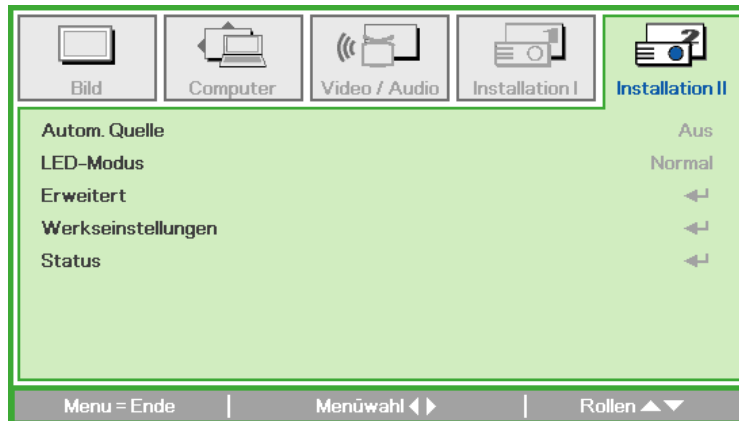 Bild
Computer
Video / Audio
Installation I
Installation II
Autom. Quelle Aus
LED-Modus Normal
Erweitert
Werkseinstellungen
Status
Menu = Ende Menüwahl Rollen